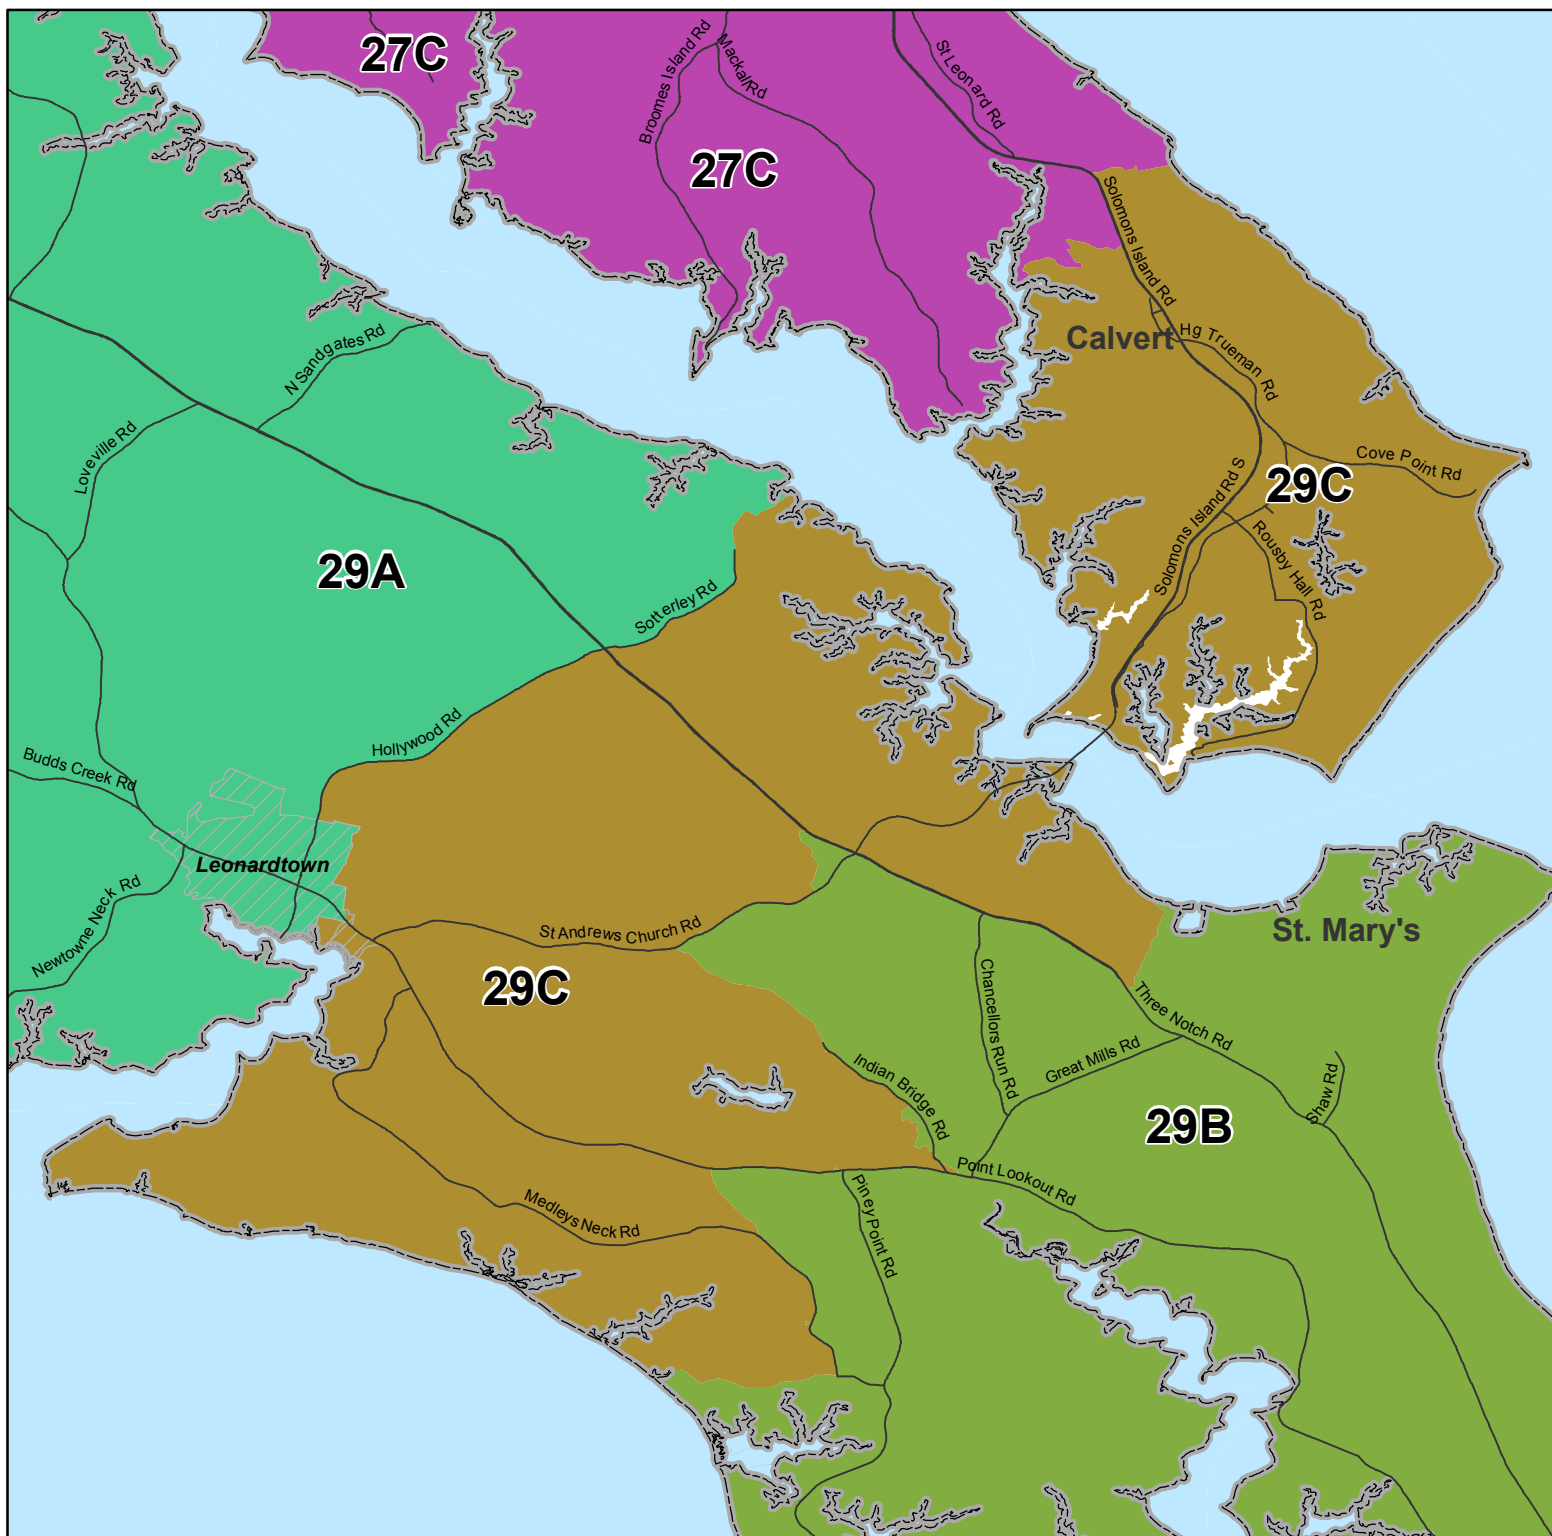 27C
Broomes Island Rd
Mackall Rd
St Leonard Rd
27C
Solomons Island Rd
Calvert
Hg Trueman Rd
N Sandgates Rd
Loveville Rd
Cove Point Rd
29C
Solomons Island Rd S
Rousby Hall Rd
29A
Sotterley Rd
Hollywood Rd
Budds Creek Rd
Leonardtown
Newtowne Neck Rd
St Andrews Church Rd
St. Mary's
29C
Chancellors Run Rd
Three Notch Rd
Great Mills Rd
Indian Bridge Rd
Shaw Rd
29B
Point Lookout Rd
Piney Point Rd
Medleys Neck Rd